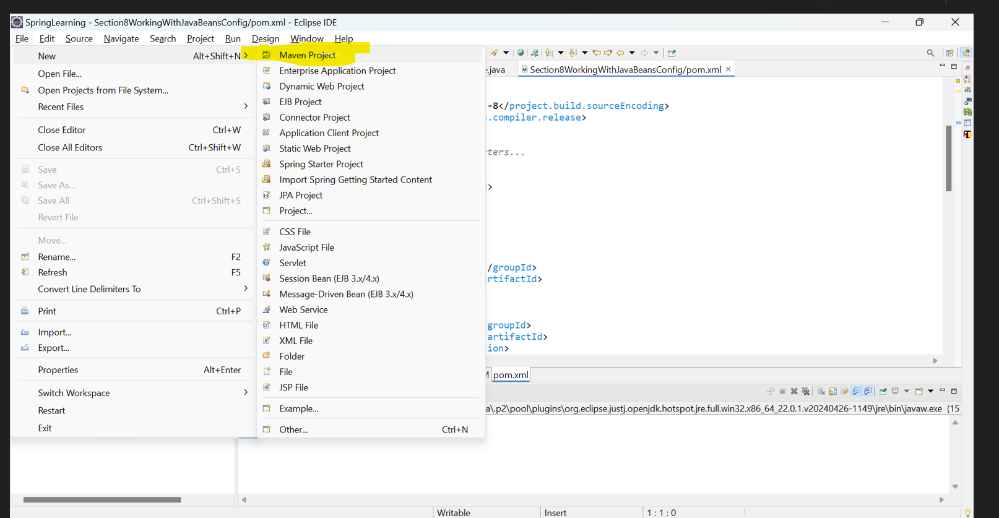 SpringLearning - Section8WorkingWithJavaBeansConfig/pom.xml - Eclipse IDE
File Edit Source Navigate Search Project Run Design Window Help
New Alt+Shift+N
Open File...
Open Projects from File System...
Recent Files
Close Editor Ctrl+W
Close All Editors Ctrl+Shift+W
Save Ctrl+S
Save As...
Save All Ctrl+Shift+S
Revert File
Move...
Rename... F2
Refresh F5
Convert Line Delimiters To
Print Ctrl+P
Import...
Export...
Properties Alt+Enter
Switch Workspace
Restart
Exit
Maven Project
Enterprise Application Project
Dynamic Web Project
EJB Project
Connector Project
Application Client Project
Static Web Project
Spring Starter Project
Import Spring Getting Started Content
JPA Project
Project...
CSS File
JavaScript File
Servlet
Session Bean (EJB 3.x/4.x)
Message-Driven Bean (EJB 3.x/4.x)
Web Service
HTML File
XML File
Folder
File
JSP File
Example...
Other... Ctrl+N
e.java Section8WorkingWithJavaBeansConfig/pom.xml
-8</project.build.sourceEncoding>
.compiler.release>
ters...
>
/groupId>
rtifactId>
groupId>
artifactId>
ion>
pom.xml
a\.p2\pool\plugins\org.eclipse.justj.openjdk.hotspot.jre.full.win32.x86_64_22.0.1.v20240426-1149\jre\bin\javaw.exe (15
Writable Insert 1 : 1 : 0